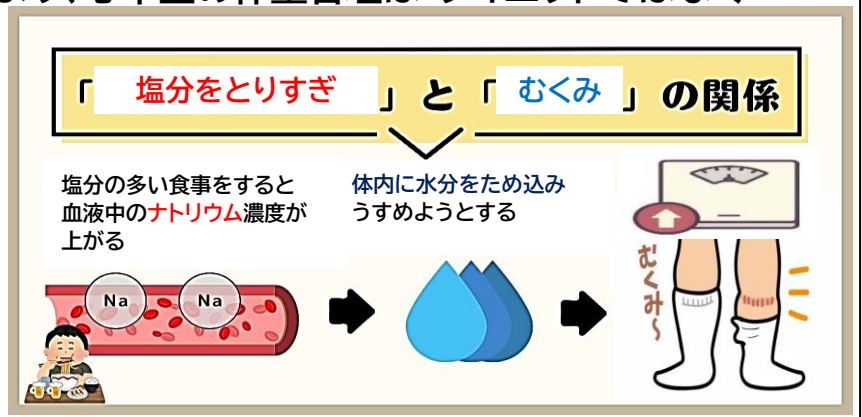 「 塩分をとりすぎ 」と「 むくみ 」の関係
塩分の多い食事をすると
血液中のナトリウム濃度が
上がる
体内に水分をため込み
うすめようとする
Na
Na
むくみ～